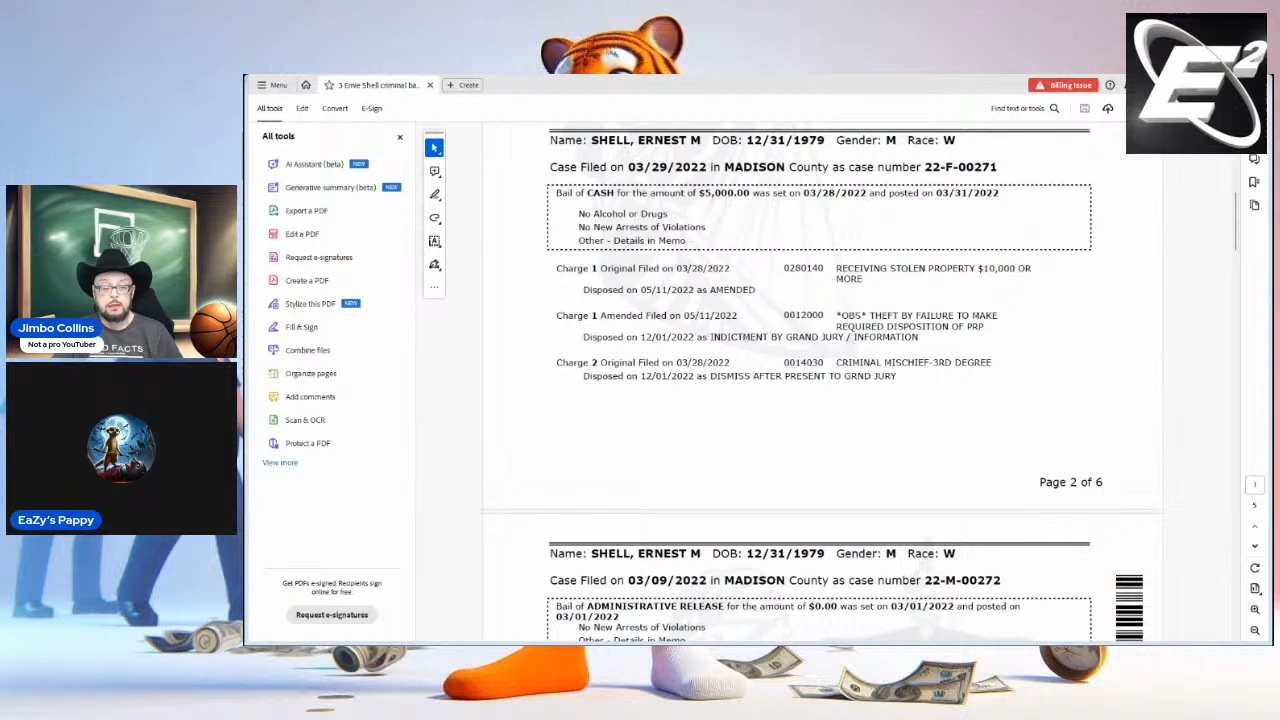 E²
Menu
3 Ernie Shell criminal ba...
Create
Billing Issue
All tools
Edit
Convert
E-Sign
Find text or tools
All tools
AI Assistant (beta) NEW
Generative summary (beta) NEW
Export a PDF
Edit a PDF
Request e-signatures
Create a PDF
Stylize this PDF NEW
Fill & Sign
Combine files
Organize pages
Add comments
Scan & OCR
Protect a PDF
View more
Get PDFs e-signed. Recipients sign
online for free.
Request e-signatures
Name: SHELL, ERNEST M DOB: 12/31/1979 Gender: M Race: W
Case Filed on 03/29/2022 in MADISON County as case number 22-F-00271
Bail of CASH for the amount of $5,000.00 was set on 03/28/2022 and posted on 03/31/2022
No Alcohol or Drugs
No New Arrests of Violations
Other - Details in Memo
Charge 1 Original Filed on 03/28/2022 0280140 RECEIVING STOLEN PROPERTY $10,000 OR
MORE
Disposed on 05/11/2022 as AMENDED
Charge 1 Amended Filed on 05/11/2022 0012000 *OBS* THEFT BY FAILURE TO MAKE
REQUIRED DISPOSITION OF PRP
Disposed on 12/01/2022 as INDICTMENT BY GRAND JURY / INFORMATION
Charge 2 Original Filed on 03/28/2022 0014030 CRIMINAL MISCHIEF-3RD DEGREE
Disposed on 12/01/2022 as DISMISS AFTER PRESENT TO GRND JURY
Page 2 of 6
Name: SHELL, ERNEST M DOB: 12/31/1979 Gender: M Race: W
Case Filed on 03/09/2022 in MADISON County as case number 22-M-00272
Bail of ADMINISTRATIVE RELEASE for the amount of $0.00 was set on 03/01/2022 and posted on
03/01/2022
No New Arrests of Violations
Other - Details in Memo
1
5
Jimbo Collins
Not a pro YouTuber
FACTS
EaZy's Pappy